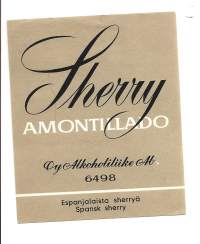 Sherry
AMONTILLADO
Oy Alkoholiliike Ab
6498
Espanjalaista sherryä
Spansk sherry